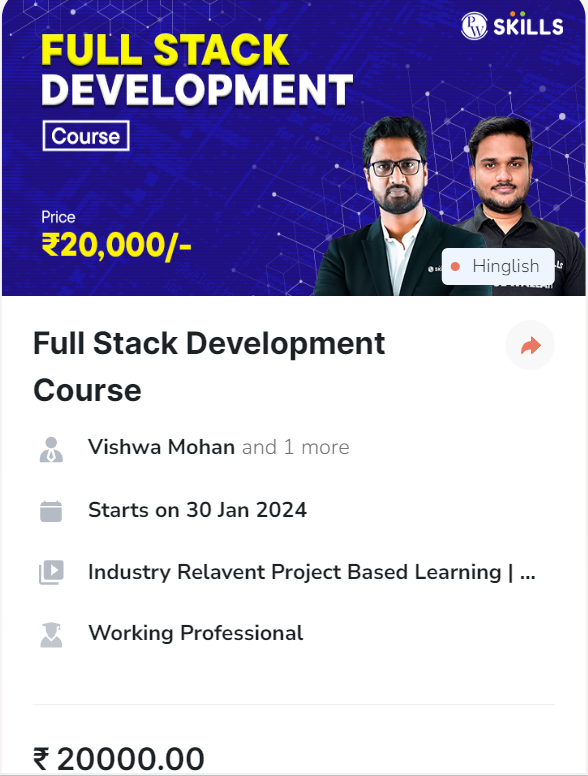 PW SKILLS
FULL STACK
DEVELOPMENT
Course
Price
₹20,000/-
Hinglish
Full Stack Development
Course
Vishwa Mohan and 1 more
Starts on 30 Jan 2024
Industry Relavent Project Based Learning | ...
Working Professional
₹ 20000.00